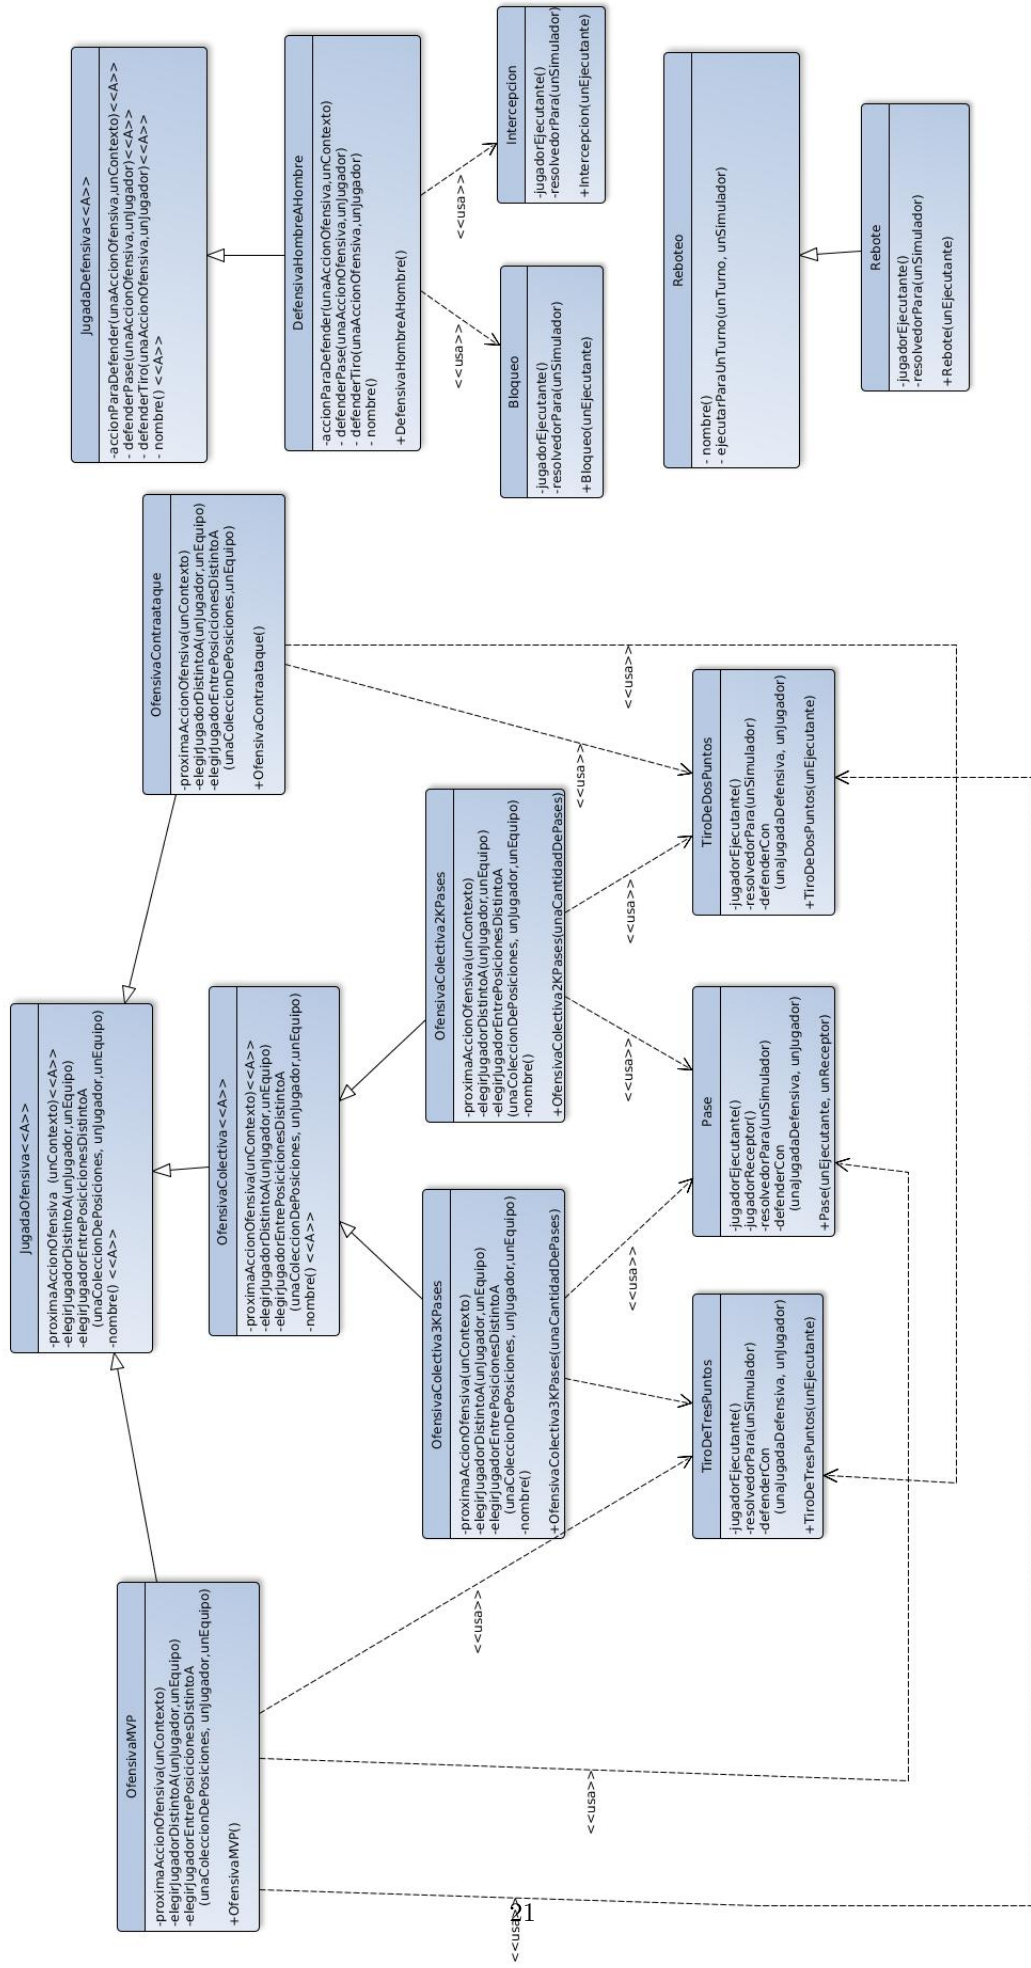 JugadaOfensiva<<A>>
-proximaAccionOfensiva (unContexto)<<A>>
-elegirJugadorDistintoA(unJugador,unEquipo)
-elegirJugadorEntrePosicicionesDistintoA
(unaColeccionDePosiciones, unJugador,unEquipo)
-nombre() <<A>>
OfensivaMVP
-proximaAccionOfensiva(unContexto)
-elegirJugadorDistintoA(unJugador,unEquipo)
-elegirJugadorEntrePosicicionesDistintoA
(unaColeccionDePosiciones, unJugador,unEquipo)
+OfensivaMVP()
OfensivaColectiva<<A>>
-proximaAccionOfensiva(unContexto)<<A>>
-elegirJugadorDistintoA(unJugador,unEquipo)
-elegirJugadorEntrePosicicionesDistintoA
(unaColeccionDePosiciones, unJugador,unEquipo)
-nombre() <<A>>
OfensivaContraataque
-proximaAccionOfensiva(unContexto)
-elegirJugadorDistintoA(unJugador,unEquipo)
-elegirJugadorEntrePosicicionesDistintoA
(unaColeccionDePosiciones,unEquipo)
+OfensivaContraataque()
JugadaDefensiva<<A>>
-accionParaDefender(unaAccionOfensiva,unContexto)<<A>>
- defenderPase(unaAccionOfensiva,unJugador)<<A>>
- defenderTiro(unaAccionOfensiva,unJugador)<<A>>
- nombre() <<A>>
DefensivaHombreAHombre
-accionParaDefender(unaAccionOfensiva,unContexto)
- defenderPase(unaAccionOfensiva,unJugador)
- defenderTiro(unaAccionOfensiva,unJugador)
- nombre()
+DefensivaHombreAHombre()
<<usa>>
<<usa>>
OfensivaColectiva3KPases
-proximaAccionOfensiva(unContexto)
-elegirJugadorDistintoA(unJugador,unEquipo)
-elegirJugadorEntrePosicicionesDistintoA
(unaColeccionDePosiciones, unJugador,unEquipo)
-nombre()
+OfensivaColectiva3KPases(unaCantidadDePases)
OfensivaColectiva2KPases
-proximaAccionOfensiva(unContexto)
-elegirJugadorDistintoA(unJugador,unEquipo)
-elegirJugadorEntrePosicicionesDistintoA
(unaColeccionDePosiciones, unJugador,unEquipo)
-nombre()
+OfensivaColectiva2KPases(unaCantidadDePases)
Bloqueo
-jugadorEjecutante()
-resolvedorPara(unSimulador)
+Bloqueo(unEjecutante)
Intercepcion
-jugadorEjecutante()
-resolvedorPara(unSimulador)
+Intercepcion(unEjecutante)
<<usa>>
<<usa>>
<<usa>>
<<usa>>
<<usa>>
<<usa>>
<<usa>>
<<usa>>
TiroDeTresPuntos
-jugadorEjecutante()
-resolvedorPara(unSimulador)
-defenderCon
(unaJugadaDefensiva, unJugador)
+TiroDeTresPuntos(unEjecutante)
Pase
-jugadorEjecutante()
-jugadorReceptor()
-resolvedorPara(unSimulador)
-defenderCon
(unaJugadaDefensiva, unJugador)
+Pase(unEjecutante, unReceptor)
TiroDeDosPuntos
-jugadorEjecutante()
-resolvedorPara(unSimulador)
-defenderCon
(unaJugadaDefensiva, unJugador)
+TiroDeDosPuntos(unEjecutante)
Reboteo
- nombre()
- ejecutarParaUnTurno(unTurno, unSimulador)
Rebote
-jugadorEjecutante()
-resolvedorPara(unSimulador)
+Rebote(unEjecutante)
21